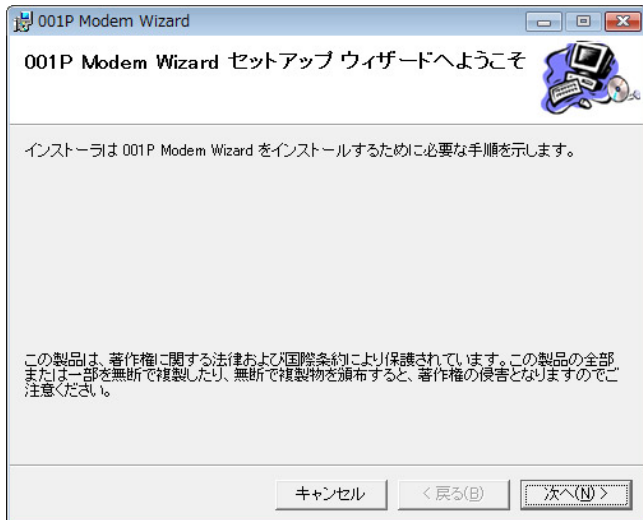 001P Modem Wizard
001P Modem Wizard セットアップ ウィザードへようこそ
インストーラは 001P Modem Wizard をインストールするために必要な手順を示します。
この製品は、著作権に関する法律および国際条約により保護されています。この製品の全部
または一部を無断で複製したり、無断で複製物を頒布すると、著作権の侵害となりますのでご
注意ください。
キャンセル
< 戻る(B)
次へ(N) >